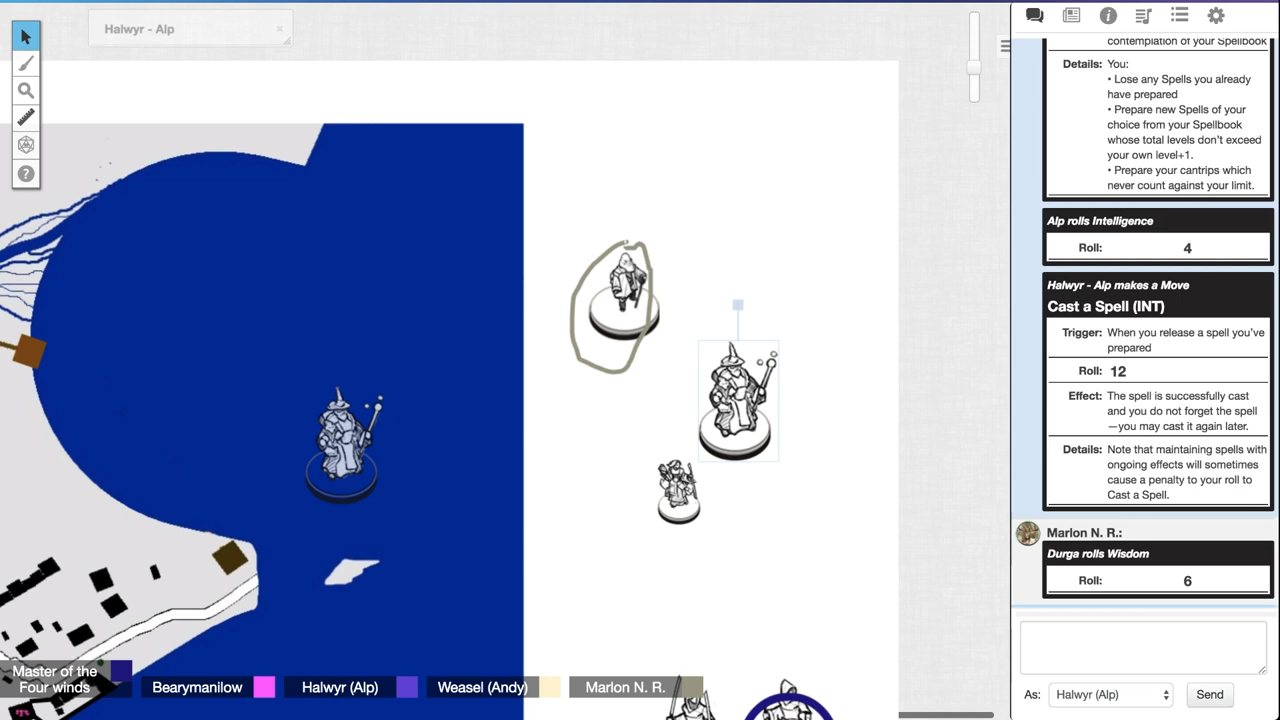 Halwyr - Alp
×
contemplation of your Spellbook
Details: You:
• Lose any Spells you already
have prepared
• Prepare new Spells of your
choice from your Spellbook
whose total levels don't exceed
your own level+1.
• Prepare your cantrips which
never count against your limit.
Alp rolls Intelligence
Roll: 4
Halwyr - Alp makes a Move
Cast a Spell (INT)
Trigger: When you release a spell you've
prepared
Roll: 12
Effect: The spell is successfully cast
and you do not forget the spell
—you may cast it again later.
Details: Note that maintaining spells with
ongoing effects will sometimes
cause a penalty to your roll to
Cast a Spell.
Marlon N. R.:
Durga rolls Wisdom
Roll: 6
As: Halwyr (Alp) Send
Master of the
Four winds
Bearymanilow
Halwyr (Alp)
Weasel (Andy)
Marlon N. R.